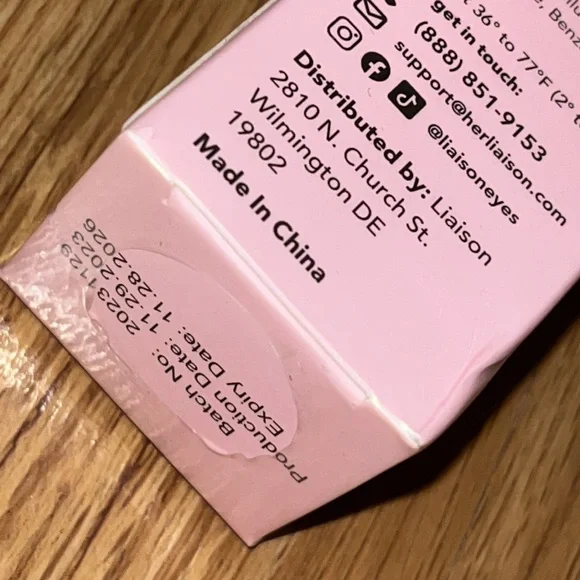 t 36° to 77°F (2° t
, Benz
get in touch:
(888) 851-9153
support@herliaison.com
@liaisoneyes
Distributed by: Liaison
2810 N. Church St.
Wilmington DE
19802
Made In China
Batch No: 20231129
Production Date: 11.29.2023
Expiry Date: 11.28.2026